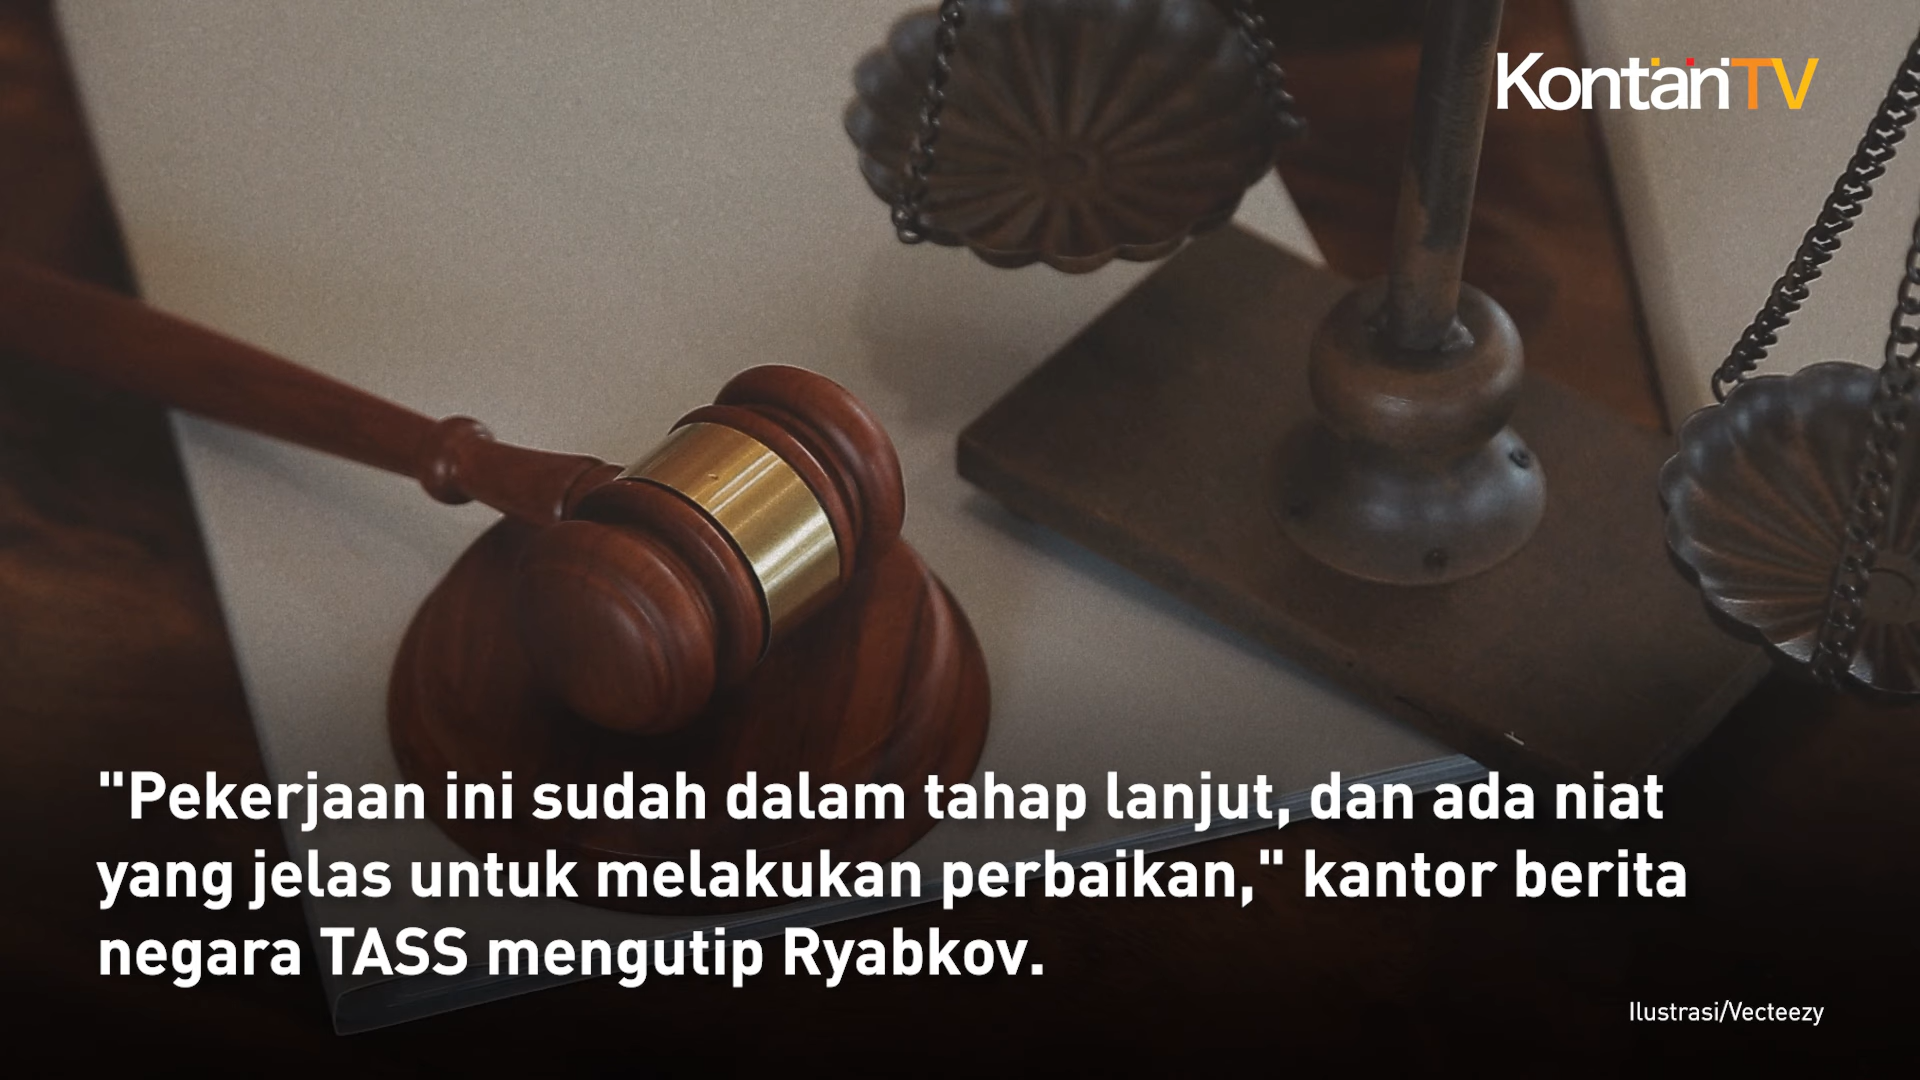 KontanTV
"Pekerjaan ini sudah dalam tahap lanjut, dan ada niat
yang jelas untuk melakukan perbaikan," kantor berita
negara TASS mengutip Ryabkov.
Ilustrasi/Vecteezy